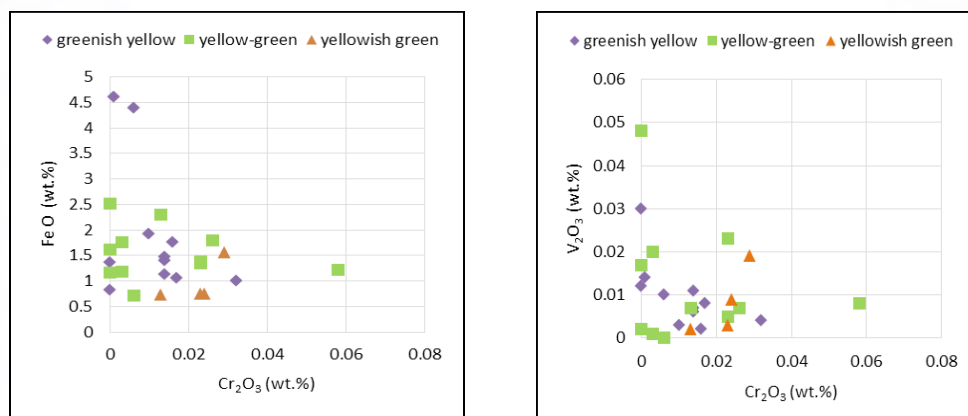 greenish yellow yellow-green yellowish green
5
4.5
4
3.5
3
2.5
2
1.5
1
0.5
0
FeO (wt.%)
0 0.02 0.04 0.06 0.08
Cr₂O₃ (wt.%)
greenish yellow yellow-green yellowish green
0.06
0.05
0.04
0.03
0.02
0.01
0
V₂O₃ (wt.%)
0 0.02 0.04 0.06 0.08
Cr₂O₃ (wt.%)